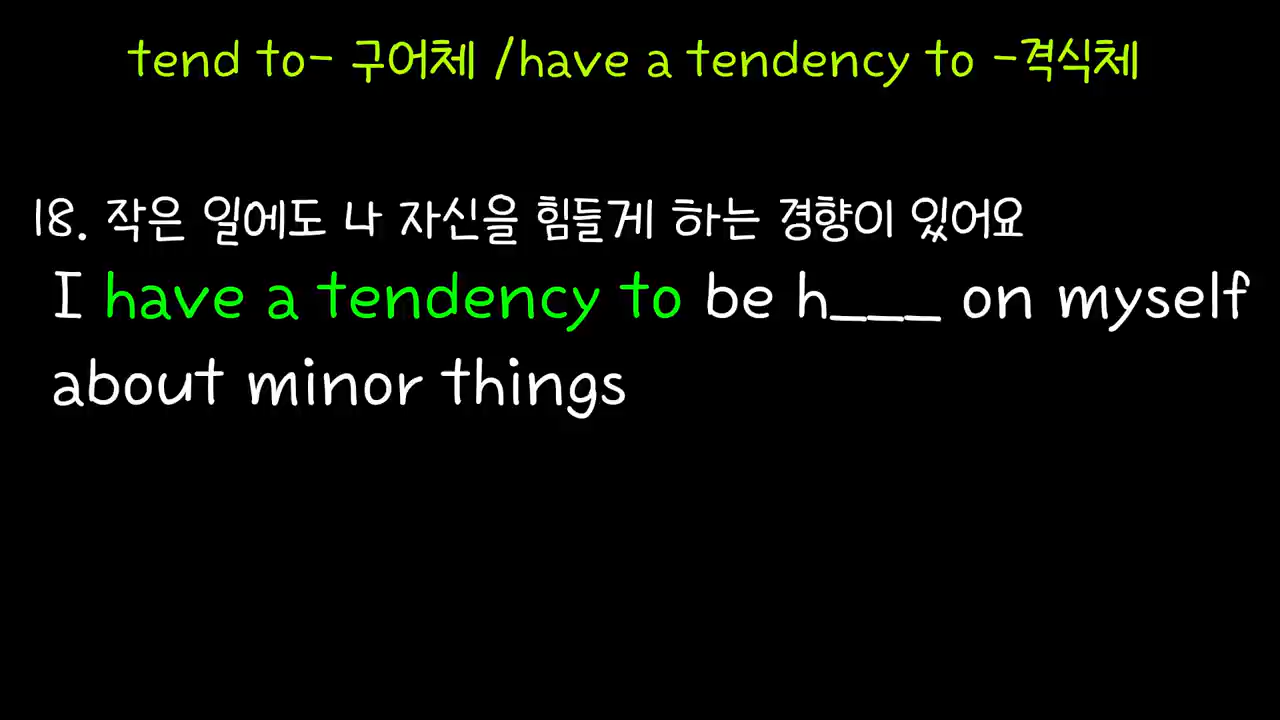 tend to- 구어체 /have a tendency to -격식체
18. 작은 일에도 나 자신을 힘들게 하는 경향이 있어요
I have a tendency to be h___ on myself
about minor things